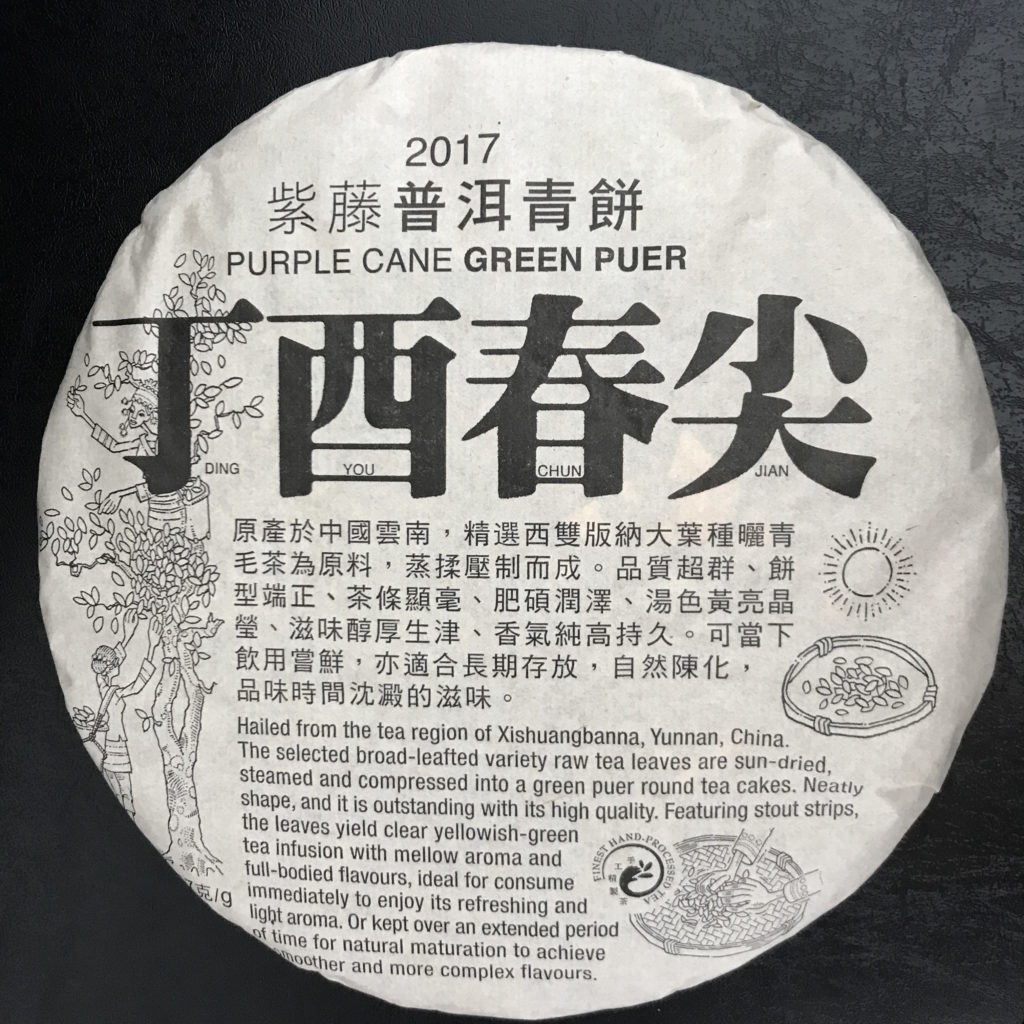 2017
紫藤普洱青餅
PURPLE CANE GREEN PUER
丁酉春尖
DING YOU CHUN JIAN
原產於中國雲南，精選西雙版納大葉種曬青
毛茶為原料，蒸揉壓制而成。品質超群、餅
型端正、茶條顯毫、肥碩潤澤、湯色黃亮晶
瑩、滋味醇厚生津、香氣純高持久。可當下
飲用嘗鮮，亦適合長期存放，自然陳化，
品味時間沈澱的滋味。
Hailed from the tea region of Xishuangbanna, Yunnan, China.
The selected broad-leafted variety raw tea leaves are sun-dried,
steamed and compressed into a green puer round tea cakes. Neatly
shape, and it is outstanding with its high quality. Featuring stout strips,
the leaves yield clear yellowish-green
tea infusion with mellow aroma and
full-bodied flavours, ideal for consume
immediately to enjoy its refreshing and
light aroma. Or kept over an extended period
of time for natural maturation to achieve
smoother and more complex flavours.
FINEST HAND-PROCESSED TEA
手工精製茶
7克/g